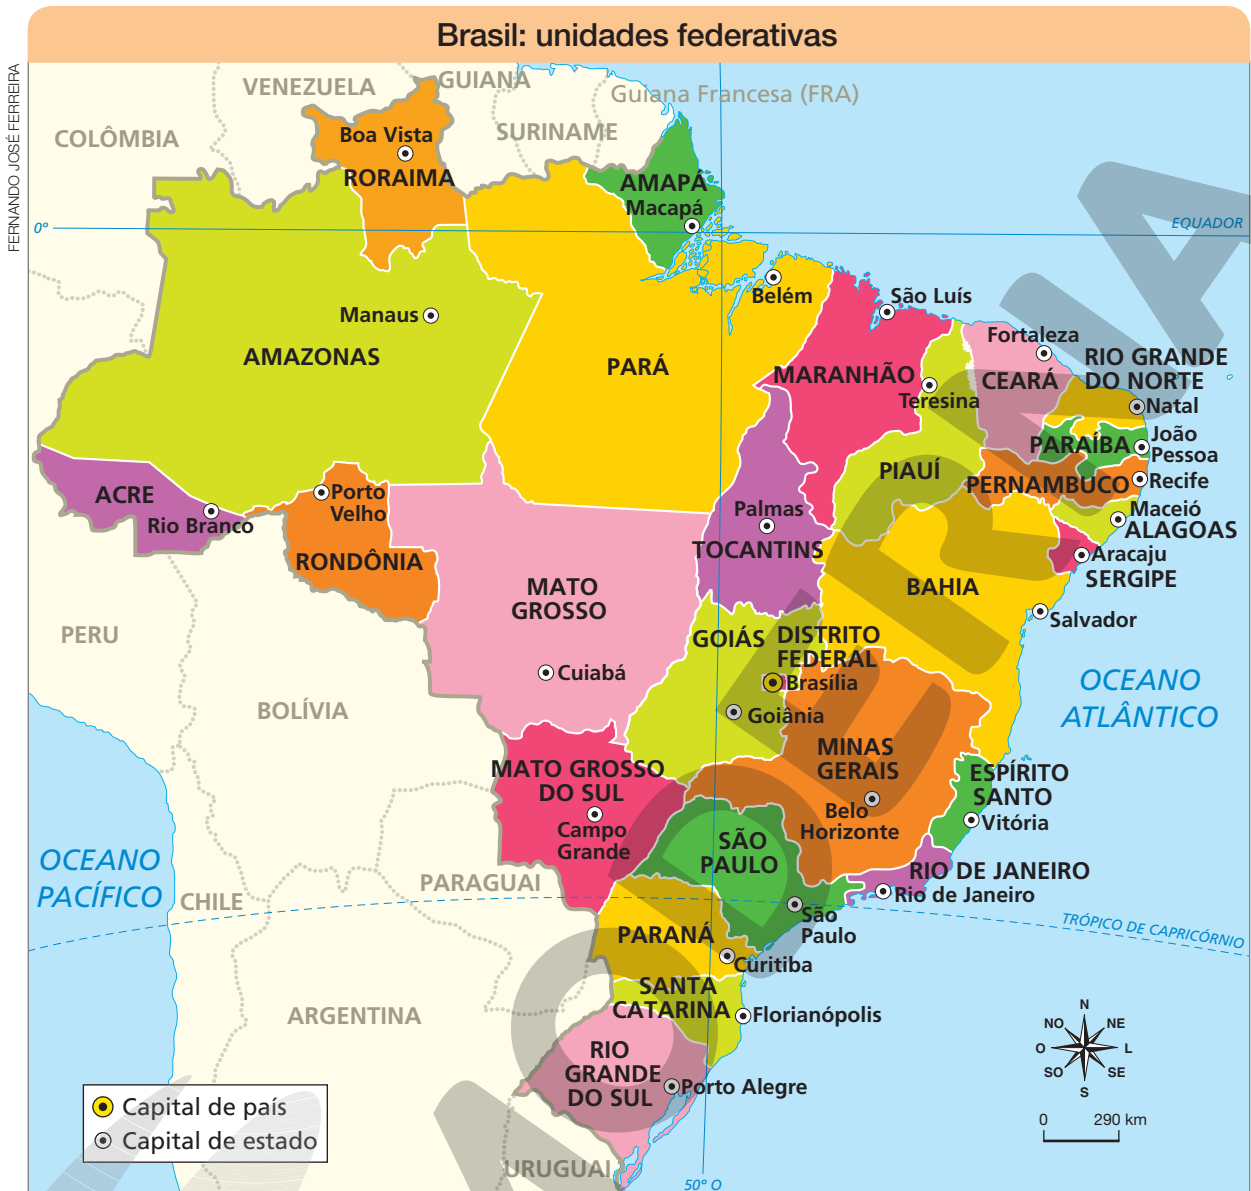 Brasil: unidades federativas
FERNANDO JOSÉ FERREIRA
VENEZUELA
GUIANA
Guiana Francesa (FRA)
COLÔMBIA
SURINAME
Boa Vista
RORAIMA
AMAPÁ
Macapá
0°
EQUADOR
Belém
São Luís
Manaus
Fortaleza
AMAZONAS
PARÁ
MARANHÃO
Teresina
CEARÁ
RIO GRANDE
DO NORTE
Natal
PARAÍBA
João
Pessoa
PIAUÍ
PERNAMBUCO
Recife
ACRE
Rio Branco
Porto
Velho
Palmas
Maceió
ALAGOAS
TOCANTINS
Aracaju
SERGIPE
RONDÔNIA
MATO
GROSSO
BAHIA
PERU
GOIÁS
DISTRITO
FEDERAL
Salvador
Cuiabá
Brasília
Goiânia
OCEANO
ATLÂNTICO
BOLÍVIA
MINAS
GERAIS
MATO GROSSO
DO SUL
ESPÍRITO
SANTO
Belo
Horizonte
Vitória
Campo
Grande
SÃO
PAULO
OCEANO
PACÍFICO
CHILE
PARAGUAI
RIO DE JANEIRO
Rio de Janeiro
São
Paulo
TRÓPICO DE CAPRICÓRNIO
PARANÁ
Curitiba
SANTA
CATARINA
Florianópolis
ARGENTINA
RIO
GRANDE
DO SUL
Porto Alegre
URUGUAI
50° O
N
NO
NE
O
L
SO
SE
S
0
290 km
Capital de país
Capital de estado